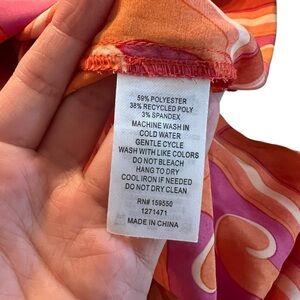 59% POLYESTER
38% RECYCLED POLY
3% SPANDEX
MACHINE WASH IN
COLD WATER
GENTLE CYCLE
WASH WITH LIKE COLORS
DO NOT BLEACH
HANG TO DRY
COOL IRON IF NEEDED
DO NOT DRY CLEAN
RN# 159550
1271471
MADE IN CHINA